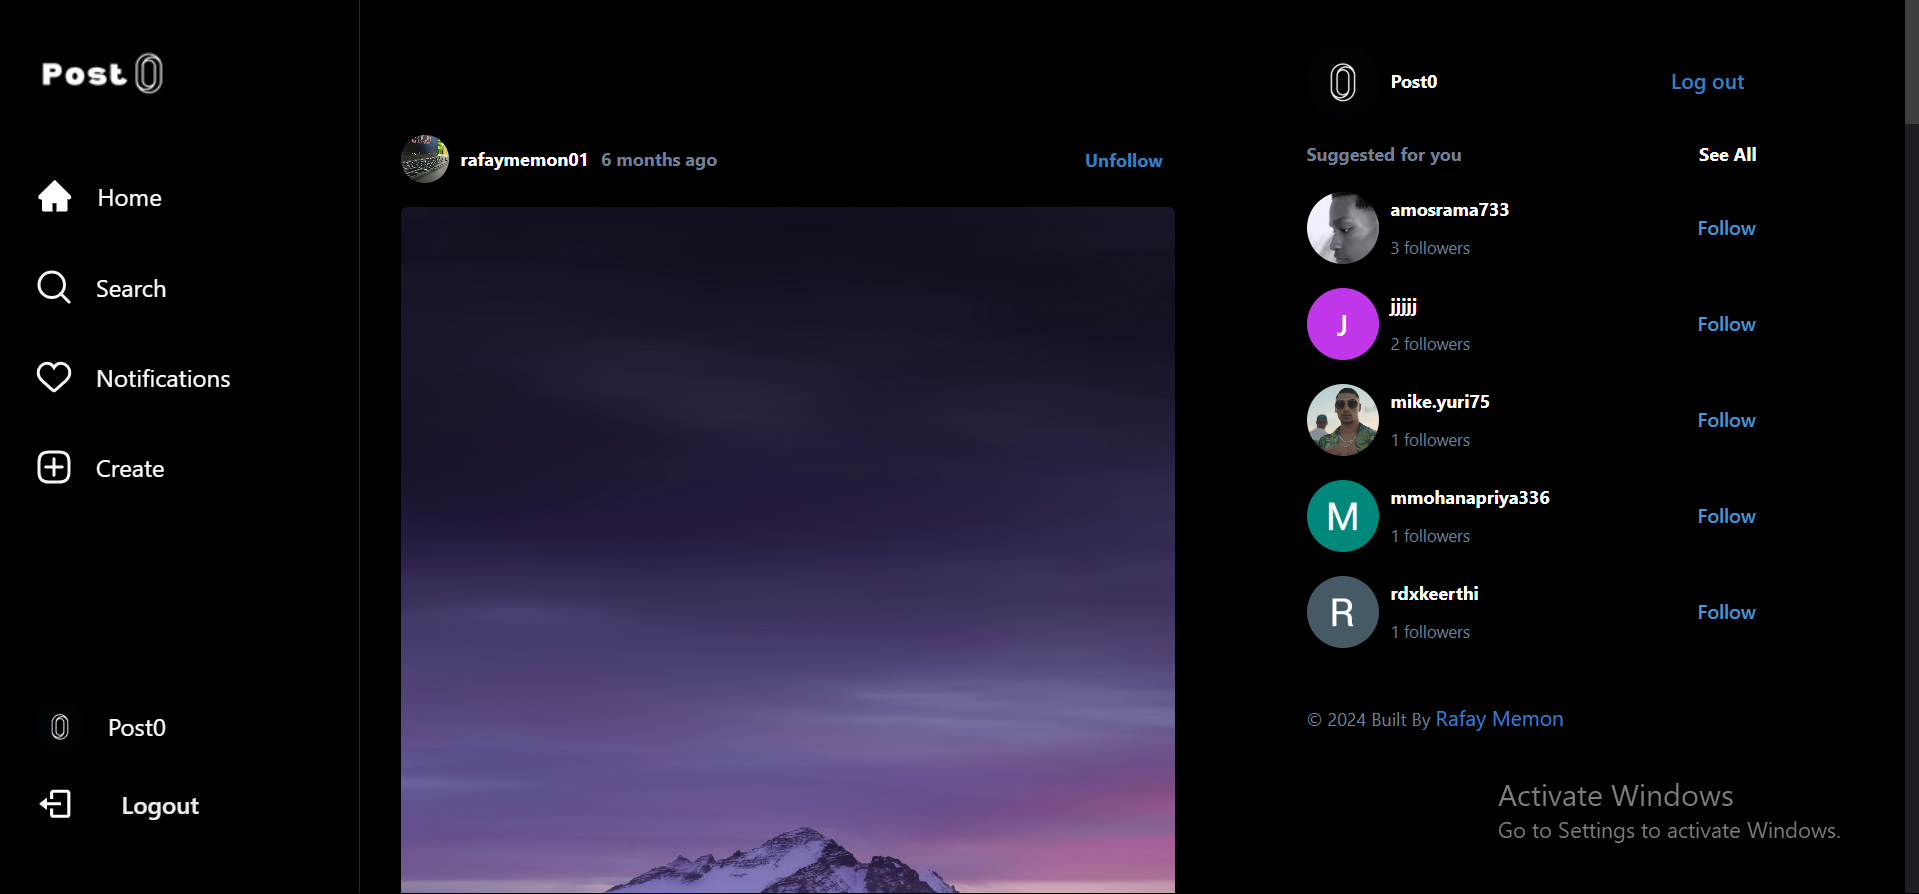 Post0
Home
Search
Notifications
Create
Post0
Logout
rafaymemon01 6 months ago Unfollow
Post0 Log out
Suggested for you See All
amosrama733
3 followers
Follow
J
jjjjj
2 followers
Follow
mike.yuri75
1 followers
Follow
M
mmohanapriya336
1 followers
Follow
R
rdxkeerthi
1 followers
Follow
© 2024 Built By Rafay Memon
Activate Windows
Go to Settings to activate Windows.